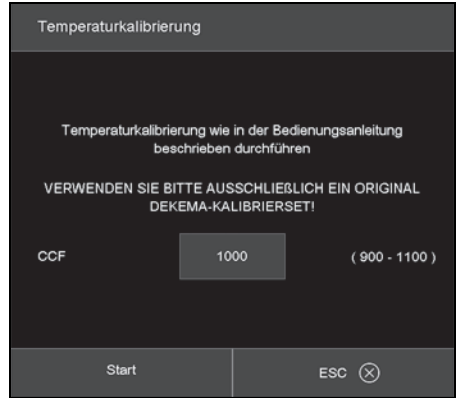 Temperaturkalibrierung
Temperaturkalibrierung wie in der Bedienungsanleitung
beschrieben durchführen
VERWENDEN SIE BITTE AUSSCHLIEßLICH EIN ORIGINAL
DEKEMA-KALIBRIERSET!
CCF 1000 ( 900 - 1100 )
Start ESC